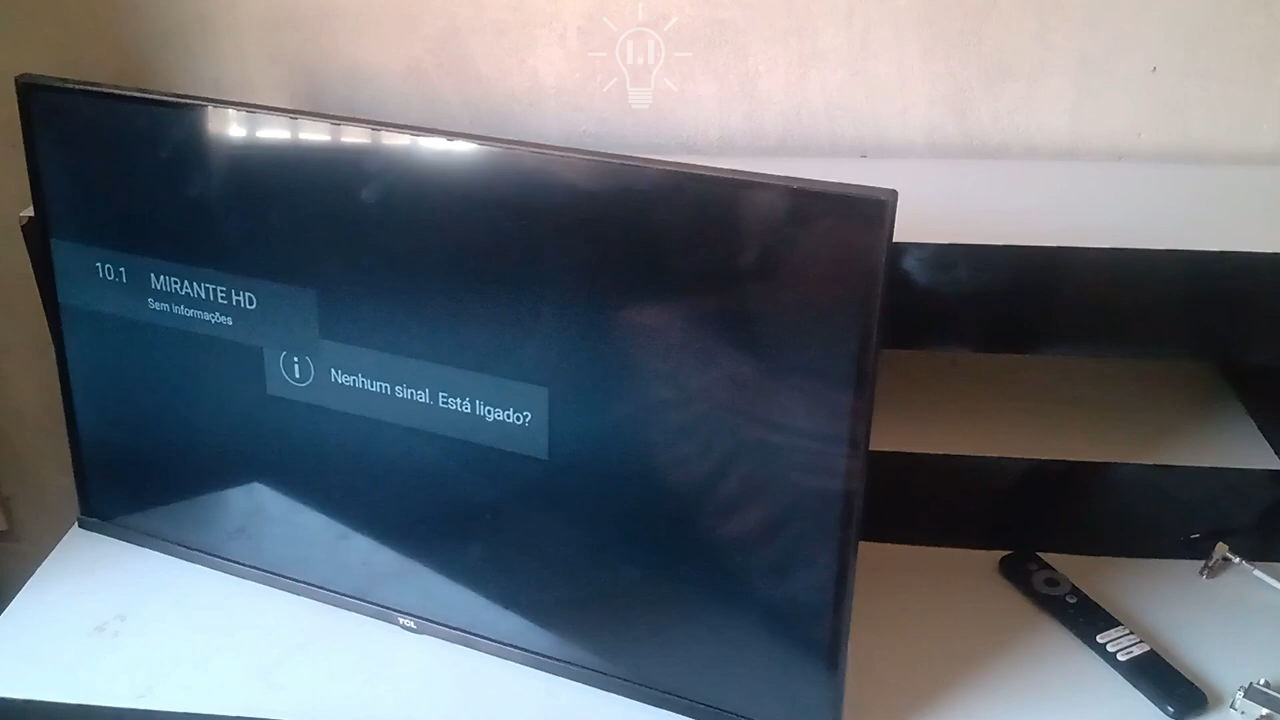 10.1 MIRANTE HD
Sem informações
Nenhum sinal. Está ligado?
TCL